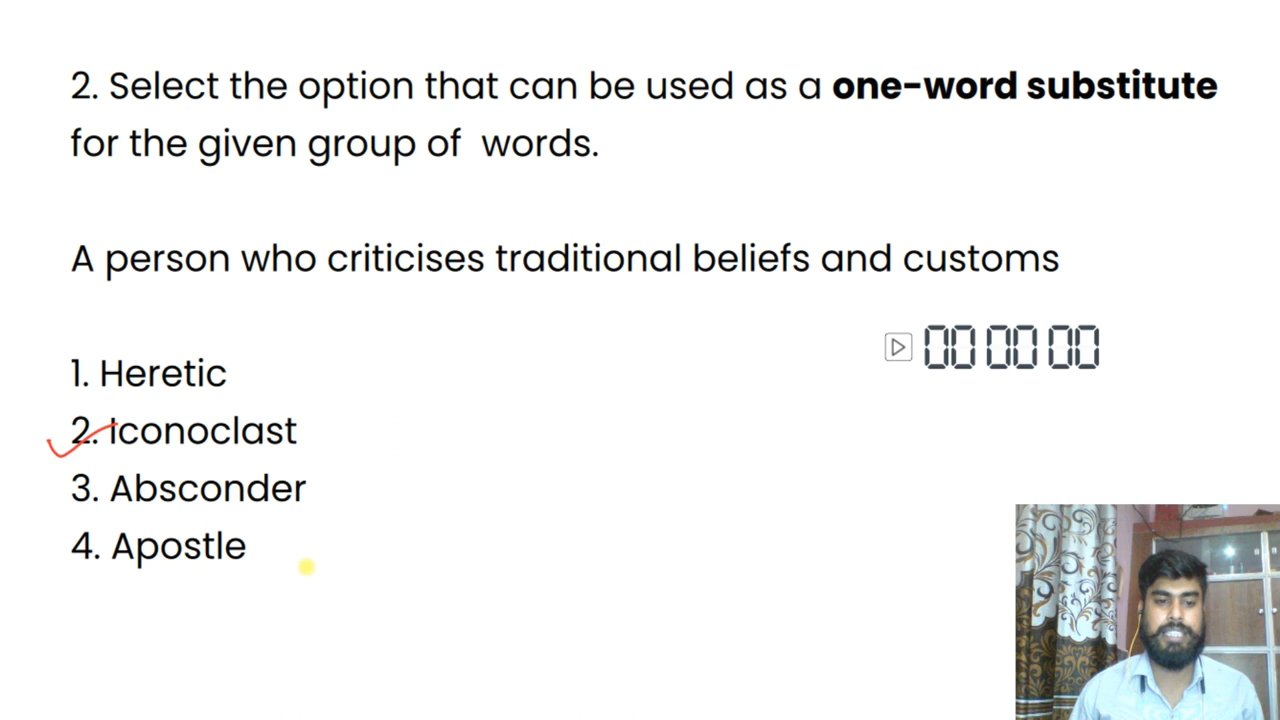 2. Select the option that can be used as a one-word substitute
for the given group of words.
A person who criticises traditional beliefs and customs
00 00 00
1. Heretic
2. Iconoclast
3. Absconder
4. Apostle